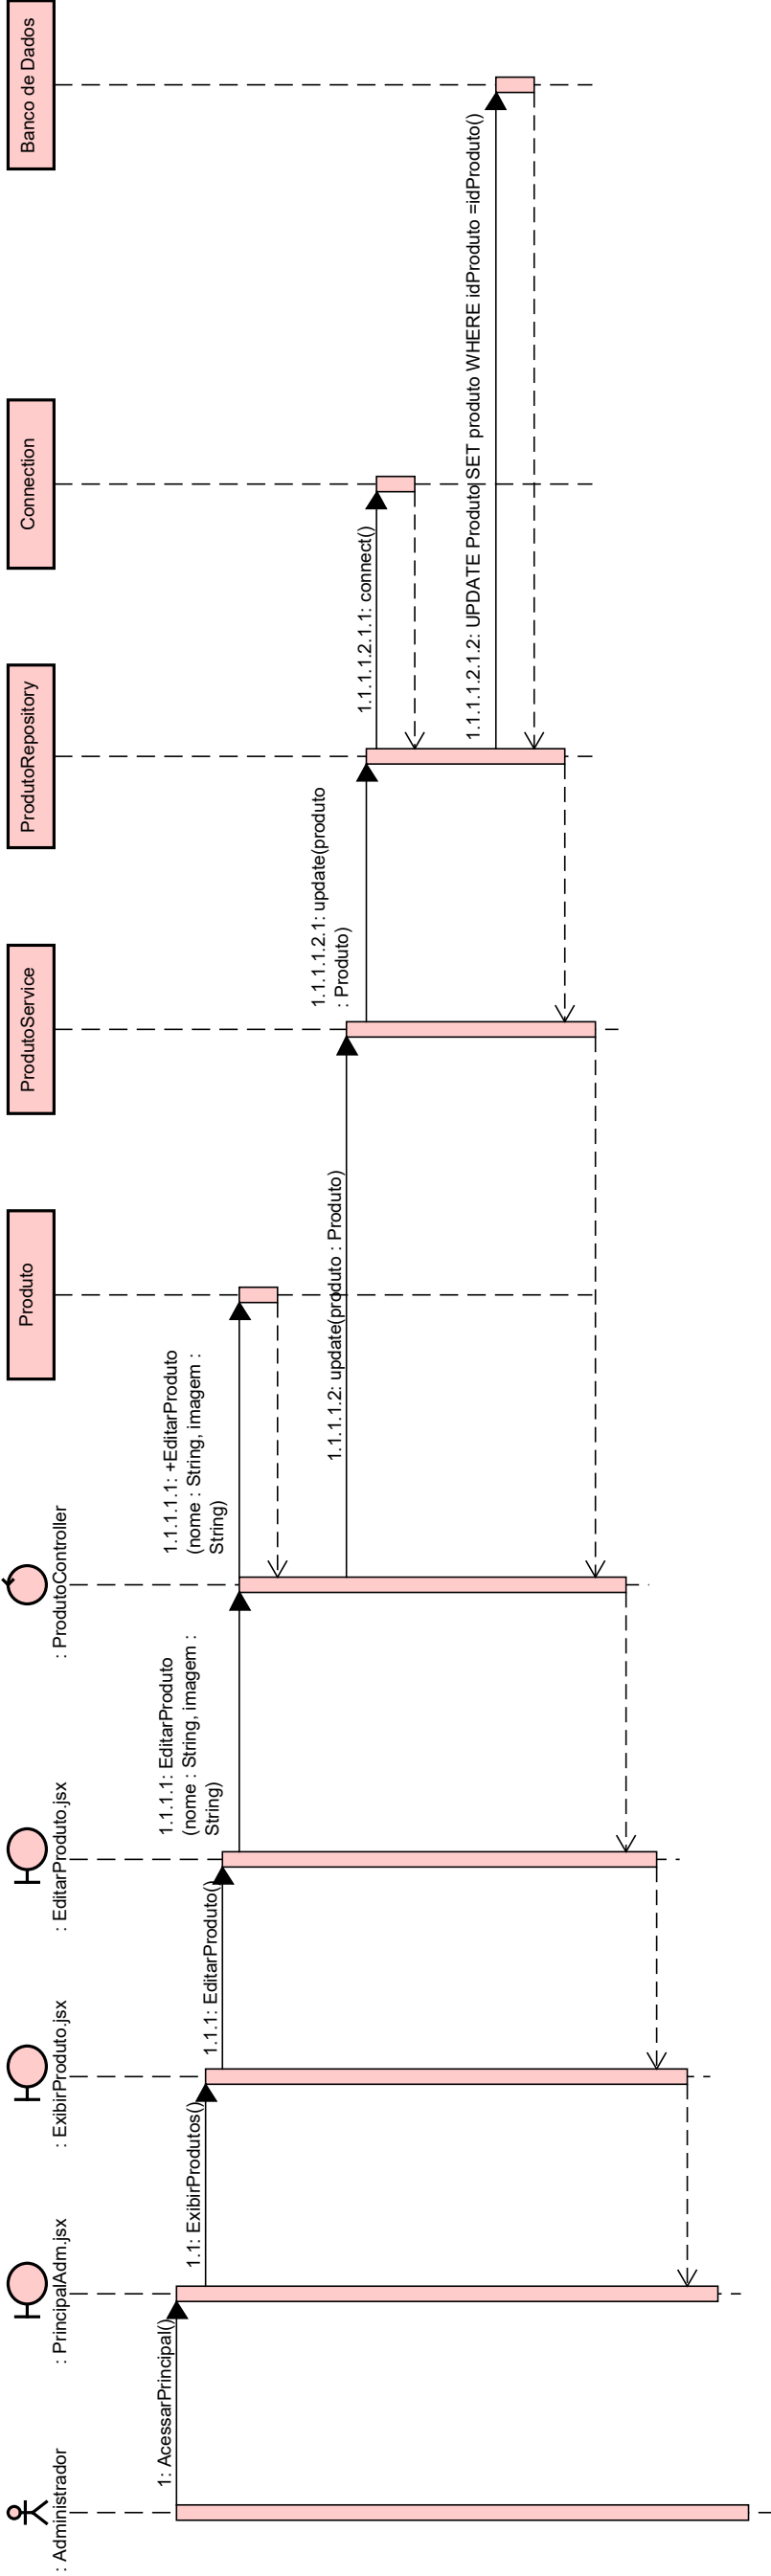 : Administrador
: PrincipalAdm.jsx
: ExibirProduto.jsx
: EditarProduto.jsx
: ProdutoController
Produto
ProdutoService
ProdutoRepository
Connection
Banco de Dados
1: AcessarPrincipal()
1.1: ExibirProdutos()
1.1.1: EditarProduto()
1.1.1.1: EditarProduto
(nome : String, imagem :
String)
1.1.1.1.1: +EditarProduto
(nome : String, imagem :
String)
1.1.1.1.2: update(produto : Produto)
1.1.1.1.2.1: update(produto
: Produto)
1.1.1.1.2.1.1: connect()
1.1.1.1.2.1.2: UPDATE Produto SET produto WHERE idProduto =idProduto()